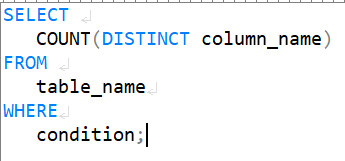 SELECT
COUNT(DISTINCT column_name)
FROM
table_name
WHERE
condition;